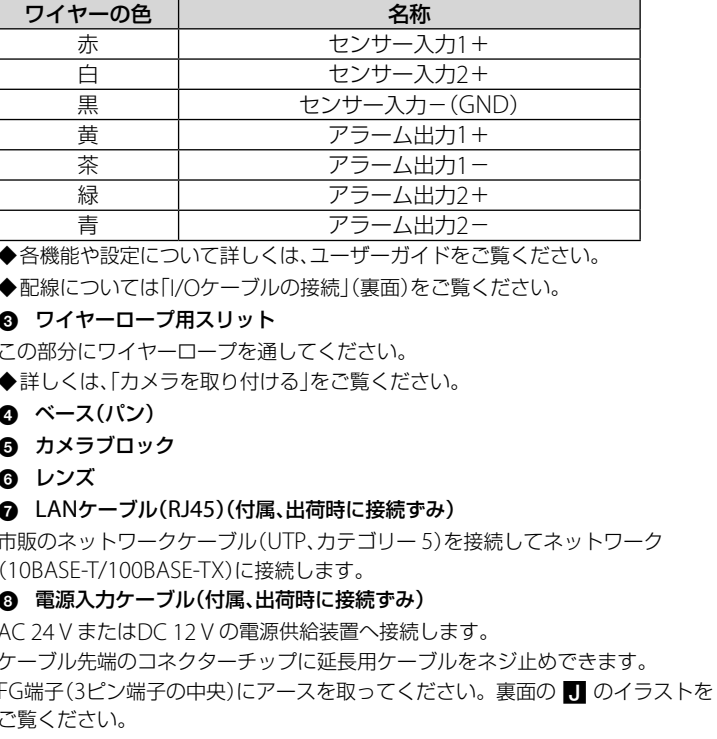 ワイヤーの色 名称
赤 センサー入力1＋
白 センサー入力2＋
黒 センサー入力－（GND）
黄 アラーム出力1＋
茶 アラーム出力1－
緑 アラーム出力2＋
青 アラーム出力2－
◆各機能や設定について詳しくは、ユーザーガイドをご覧ください。
◆配線については「I/Oケーブルの接続」（裏面）をご覧ください。
❸ ワイヤーロープ用スリット
この部分にワイヤーロープを通してください。
◆詳しくは、「カメラを取り付ける」をご覧ください。
❹ ベース（パン）
❺ カメラブロック
❻ レンズ
❼ LANケーブル（RJ45）（付属、出荷時に接続ずみ）
市販のネットワークケーブル（UTP、カテゴリー 5）を接続してネットワーク
（10BASE-T/100BASE-TX）に接続します。
❽ 電源入力ケーブル（付属、出荷時に接続ずみ）
AC 24 V またはDC 12 V の電源供給装置へ接続します。
ケーブル先端のコネクターチップに延長用ケーブルをネジ止めできます。
FG端子（3ピン端子の中央）にアースを取ってください。裏面の J のイラストを
ご覧ください。